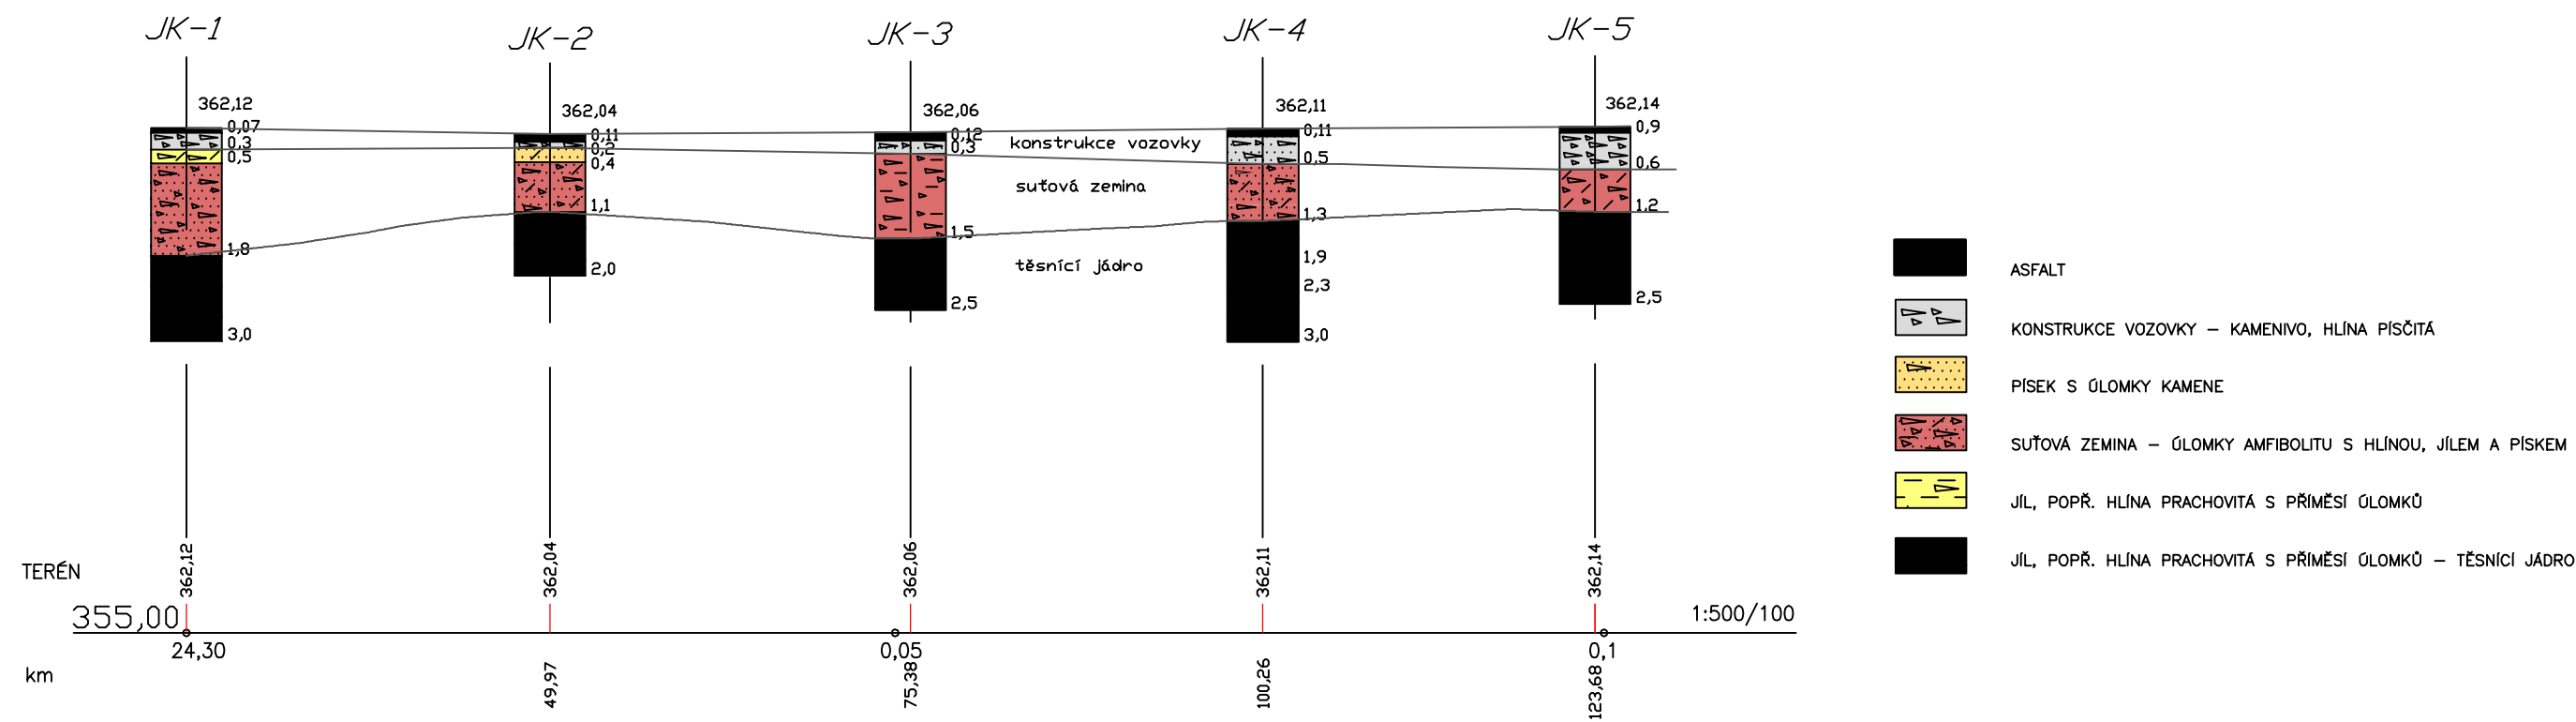 JK-1
JK-2
JK-3
JK-4
JK-5
362,12
362,04
362,06
362,11
362,14
0,07
0,3
0,5
1,8
3,0
0,11
0,2
0,4
1,1
2,0
0,12
0,3
1,5
2,5
konstrukce vozovky
suťová zemina
těsnící jádro
0,11
0,5
1,3
1,9
2,3
3,0
0,9
0,6
1,2
2,5
ASFALT
KONSTRUKCE VOZOVKY – KAMENIVO, HLÍNA PÍSČITÁ
PÍSEK S ÚLOMKY KAMENE
SUŤOVÁ ZEMINA – ÚLOMKY AMFIBOLITU S HLÍNOU, JÍLEM A PÍSKEM
JÍL, POPŘ. HLÍNA PRACHOVITÁ S PŘÍMĚSÍ ÚLOMKŮ
JÍL, POPŘ. HLÍNA PRACHOVITÁ S PŘÍMĚSÍ ÚLOMKŮ – TĚSNÍCÍ JÁDRO
TERÉN
362,12
362,04
362,06
362,11
362,14
355,00
1:500/100
24,30
0,05
0,1
km
49,97
75,38
100,26
123,68